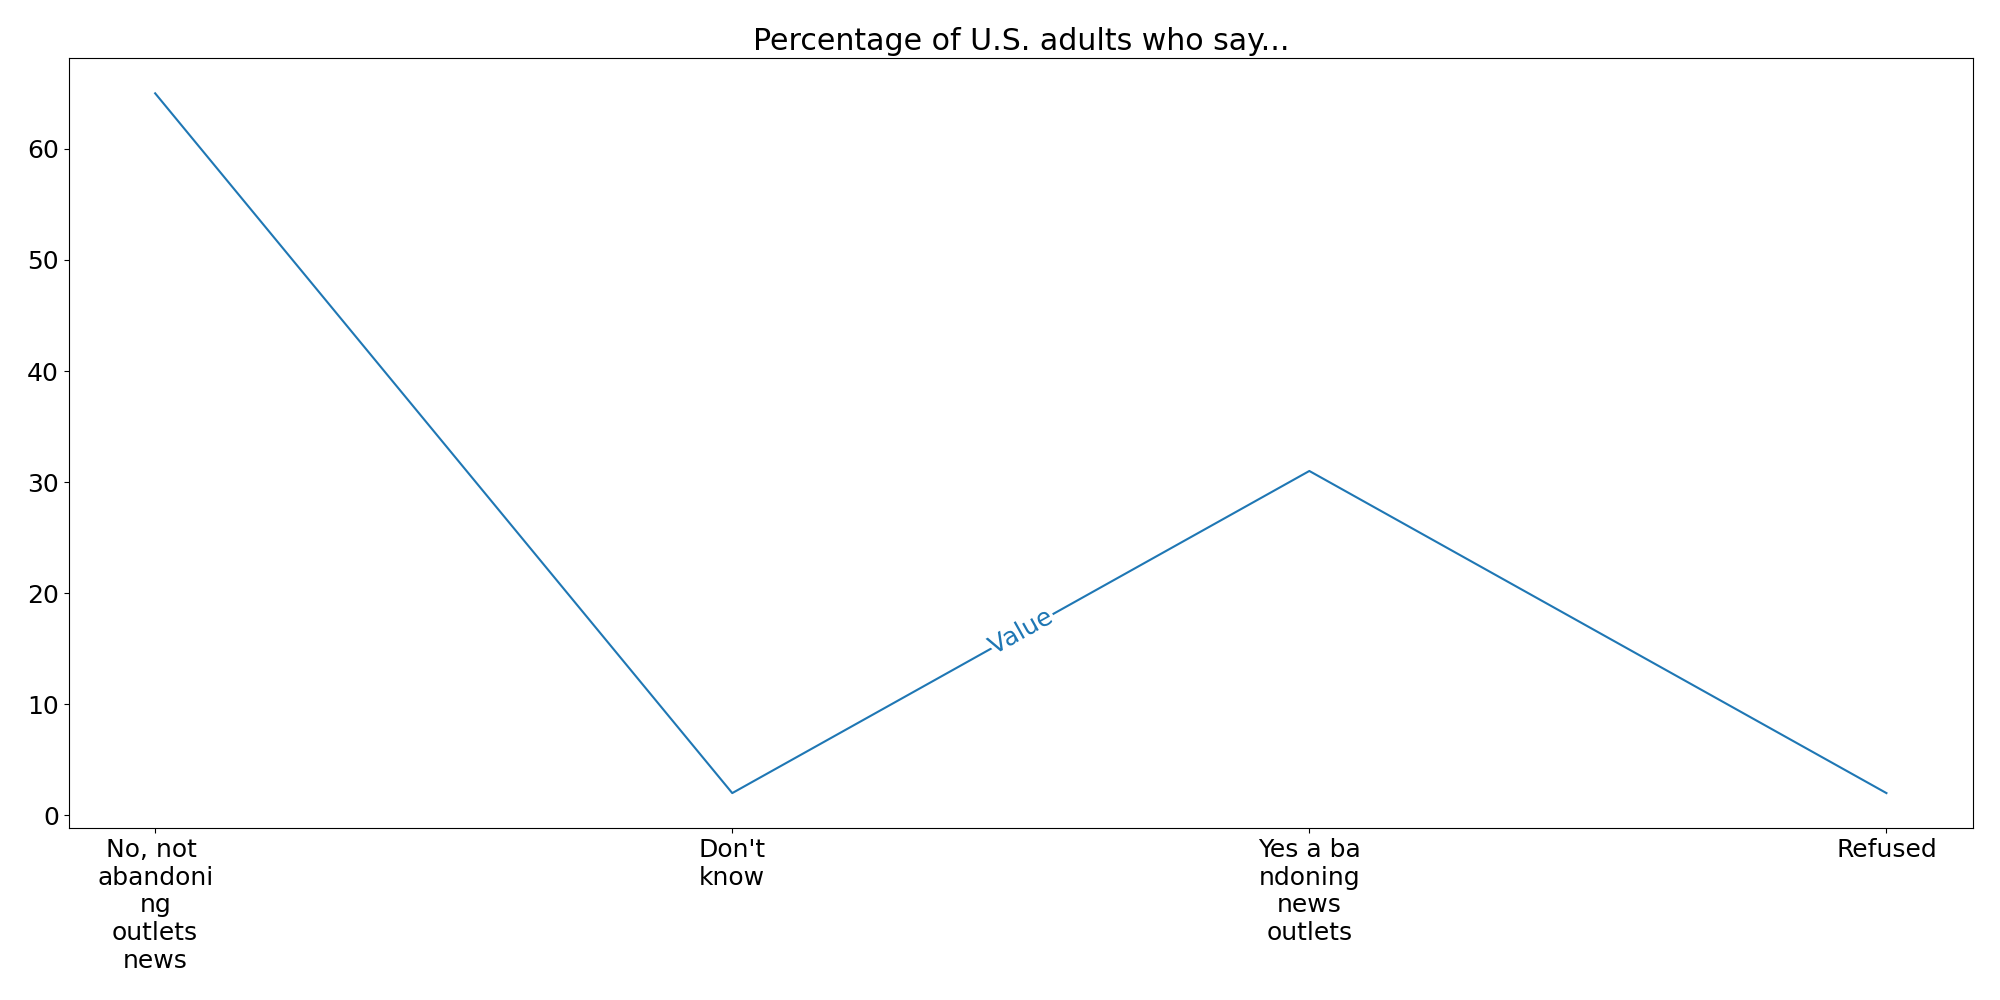 Percentage of U.S. adults who say...
60
50
40
30
20
10
0
Value
No, not
abandoni
ng
outlets
news
Don't
know
Yes a ba
ndoning
news
outlets
Refused